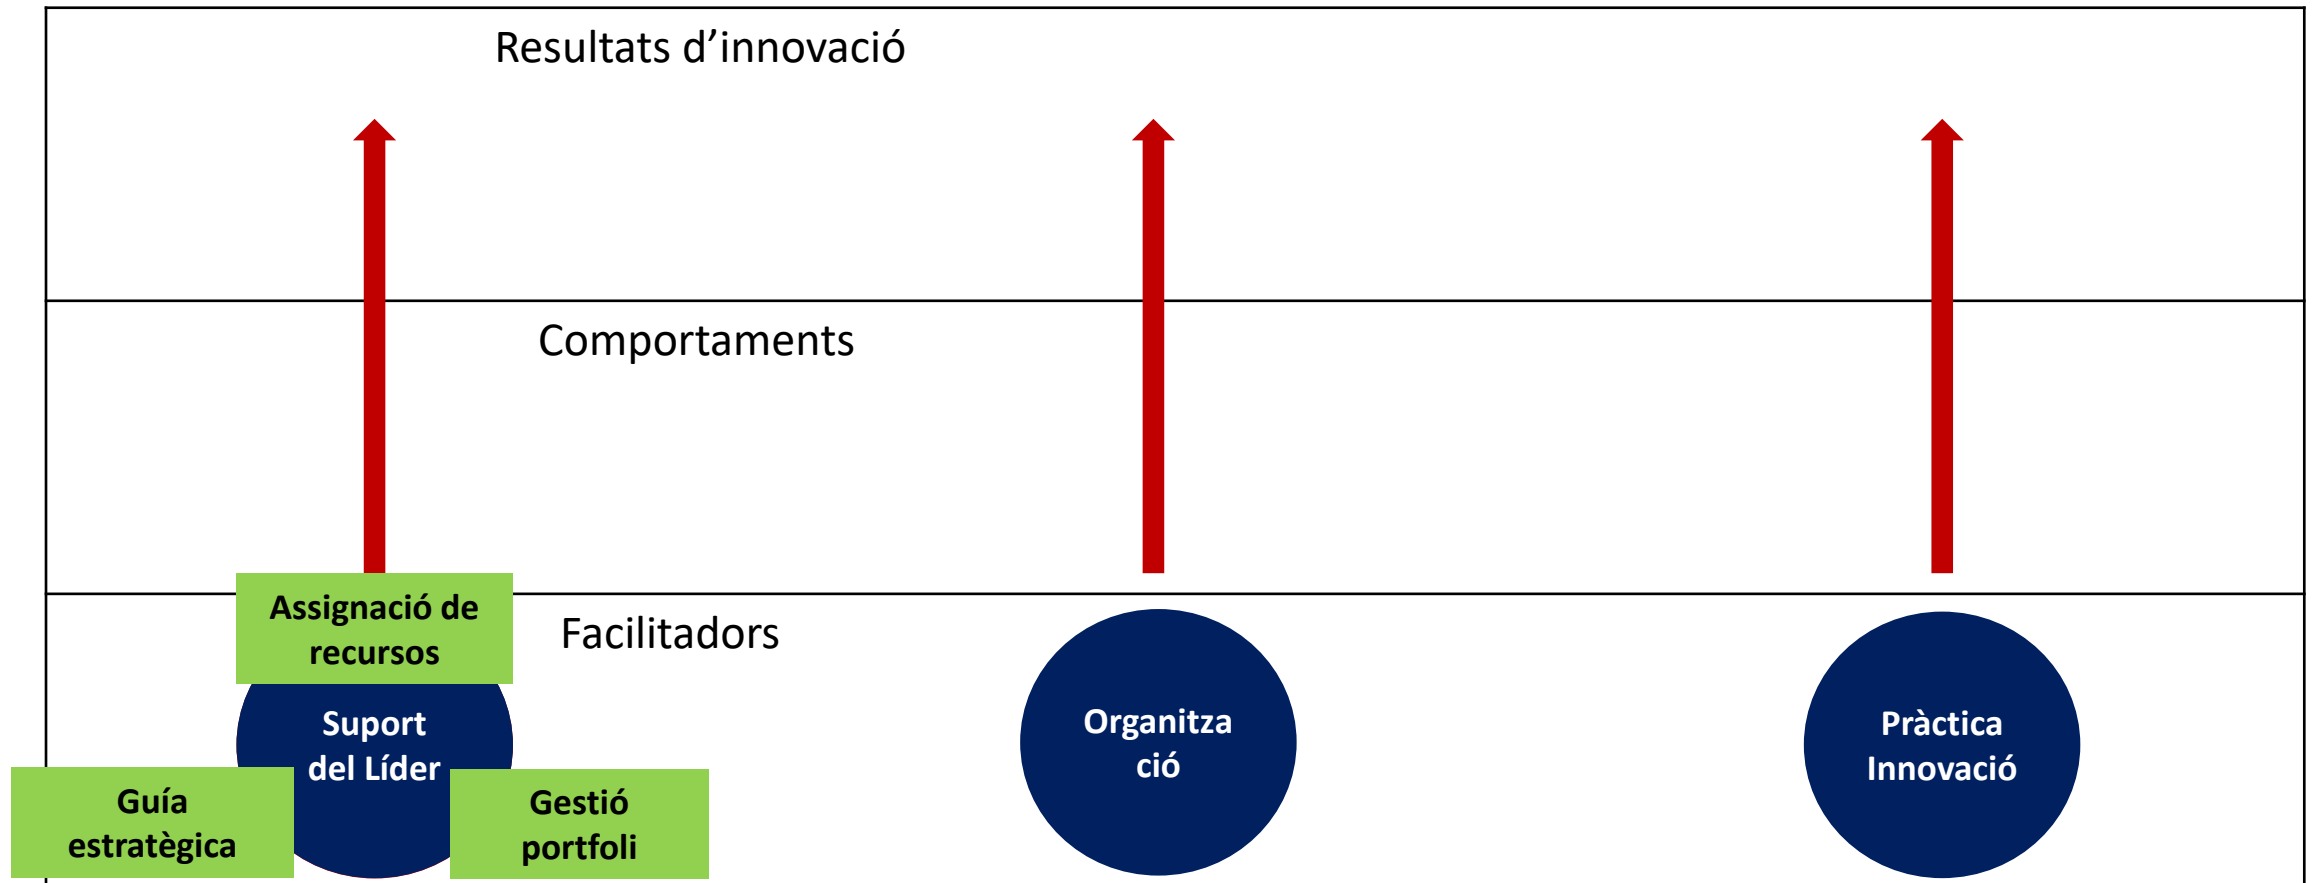 Resultats d’innovació
Comportaments
Facilitadors
Assignació de
recursos
Suport
del Líder
Guía
estratègica
Gestió
portfoli
Organitza
ció
Pràctica
Innovació